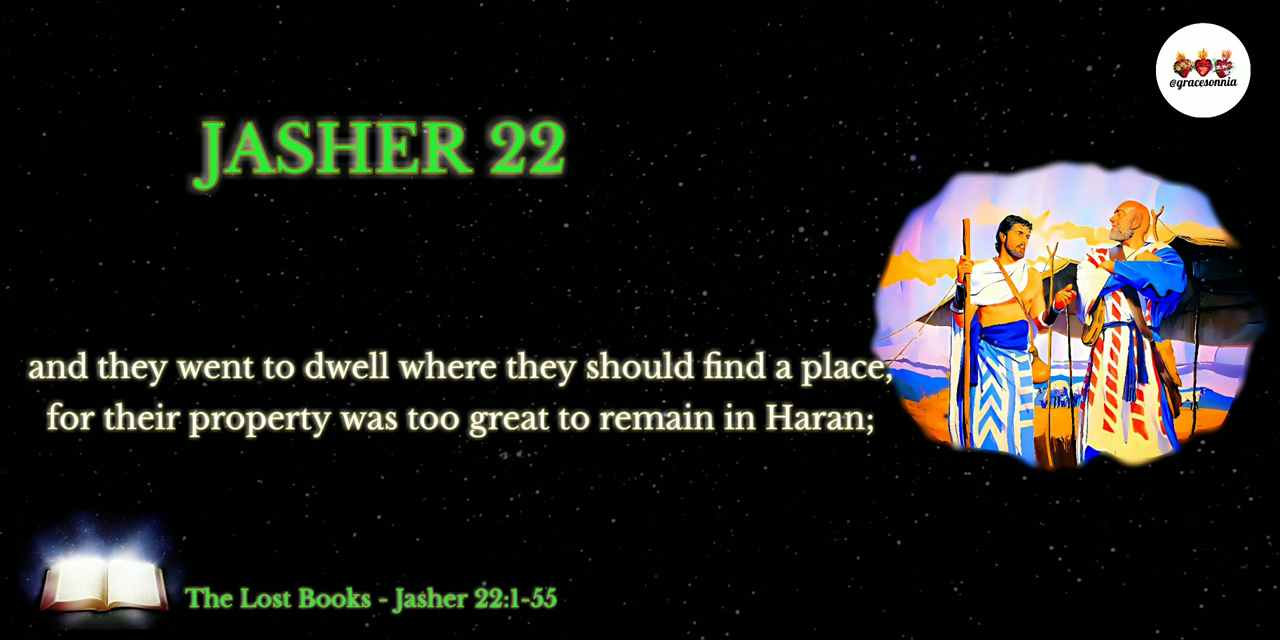 @gracesonnia
JASHER 22
and they went to dwell where they should find a place,
for their property was too great to remain in Haran;
The Lost Books - Jasher 22:1-55